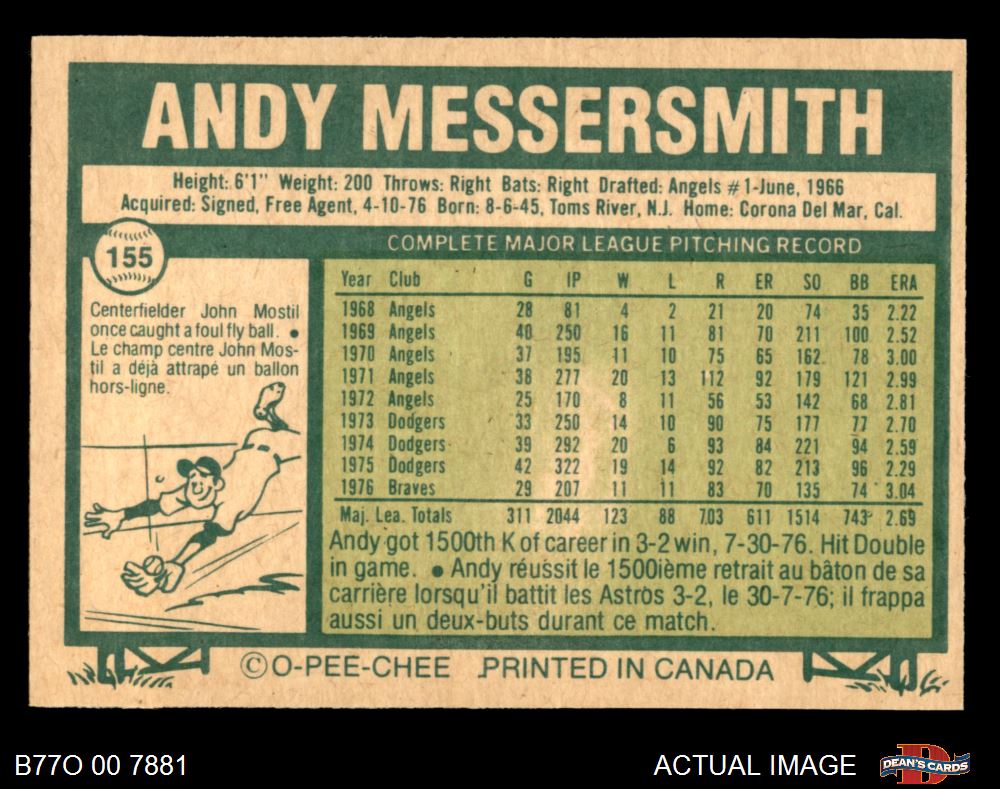 ANDY MESSERSMITH
Height: 6'1" Weight: 200 Throws: Right Bats: Right Drafted: Angels #1-June, 1966
Acquired: Signed, Free Agent, 4-10-76 Born: 8-6-45, Toms River, N.J. Home: Corona Del Mar, Cal.
155
Centerfielder John Mostil
once caught a foul fly ball. •
Le champ centre John Mos-
til a déjà attrapé un ballon
hors-ligne.
COMPLETE MAJOR LEAGUE PITCHING RECORD
Year Club G IP W L R ER SO BB ERA
1968 Angels 28 81 4 2 21 20 74 35 2.22
1969 Angels 40 250 16 11 81 70 211 100 2.52
1970 Angels 37 195 11 10 75 65 162 78 3.00
1971 Angels 38 277 20 13 112 92 179 121 2.99
1972 Angels 25 170 8 11 56 53 142 68 2.81
1973 Dodgers 33 250 14 10 90 75 177 77 2.70
1974 Dodgers 39 292 20 6 93 84 221 94 2.59
1975 Dodgers 42 322 19 14 92 82 213 96 2.29
1976 Braves 29 207 11 11 83 70 135 74 3.04
Maj. Lea. Totals 311 2044 123 88 703 611 1514 743 2.69
Andy got 1500th K of career in 3-2 win, 7-30-76. Hit Double
in game. • Andy réussit le 1500ième retrait au bâton de sa
carrière lorsqu'il battit les Astros 3-2, le 30-7-76; il frappa
aussi un deux-buts durant ce match.
© O-PEE-CHEE PRINTED IN CANADA
B77O 00 7881
ACTUAL IMAGE
D
DEAN'S CARDS